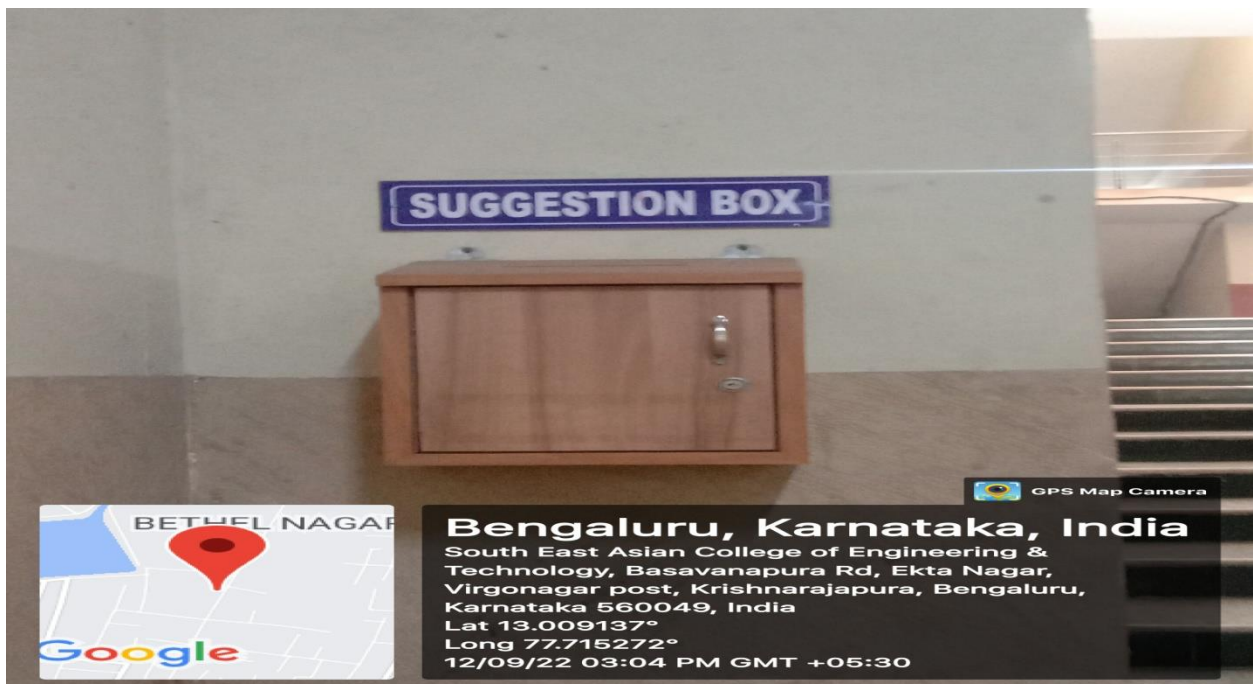 SUGGESTION BOX
GPS Map Camera
BETHEL NAGAR
Google
Bengaluru, Karnataka, India
South East Asian College of Engineering &
Technology, Basavanapura Rd, Ekta Nagar,
Virgonagar post, Krishnarajapura, Bengaluru,
Karnataka 560049, India
Lat 13.009137°
Long 77.715272°
12/09/22 03:04 PM GMT +05:30